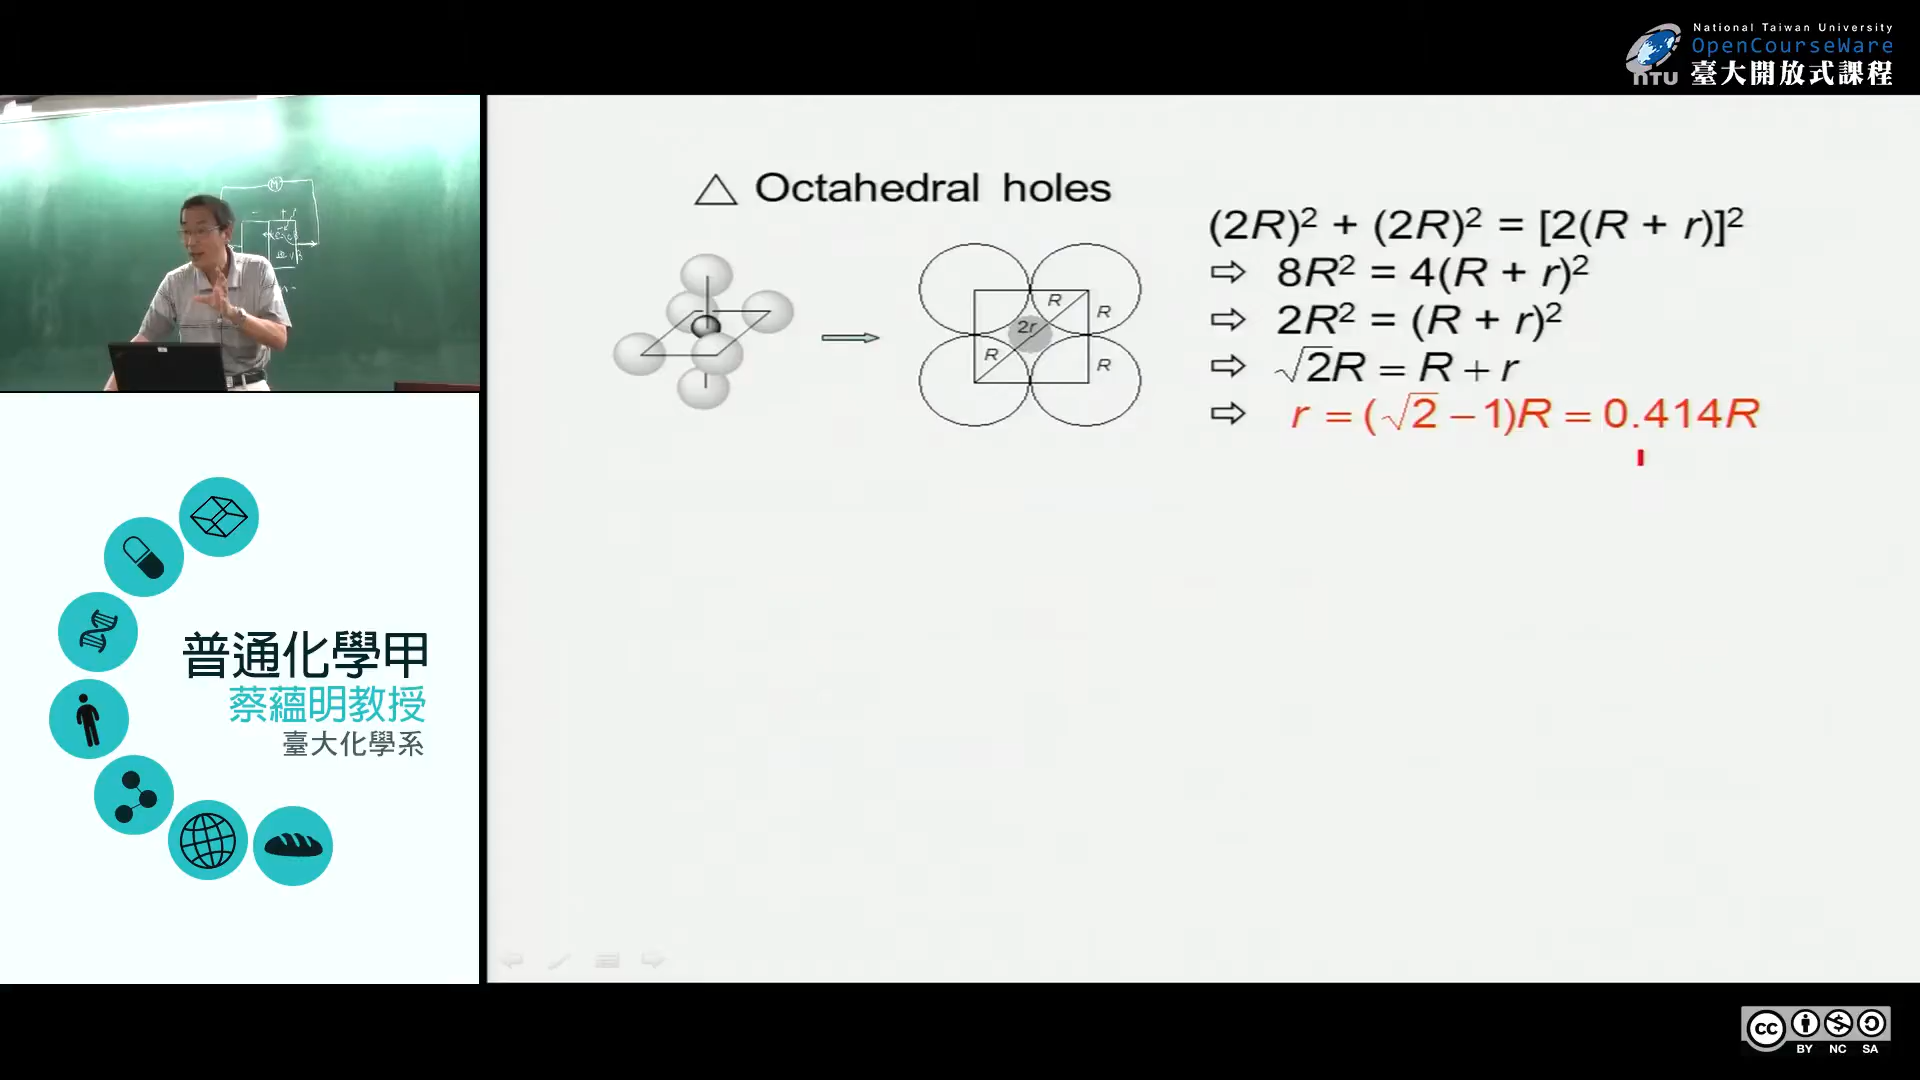 National Taiwan University
OpenCourseWare
NTU 臺大開放式課程
△ Octahedral holes
(2R)² + (2R)² = [2(R + r)]²
⇨ 8R² = 4(R + r)²
⇨ 2R² = (R + r)²
⇨ √2R = R + r
⇨ r = (√2 − 1)R = 0.414R
R
R
2r
R
R
M
普通化學甲
蔡蘊明教授
臺大化學系
cc
BY NC SA